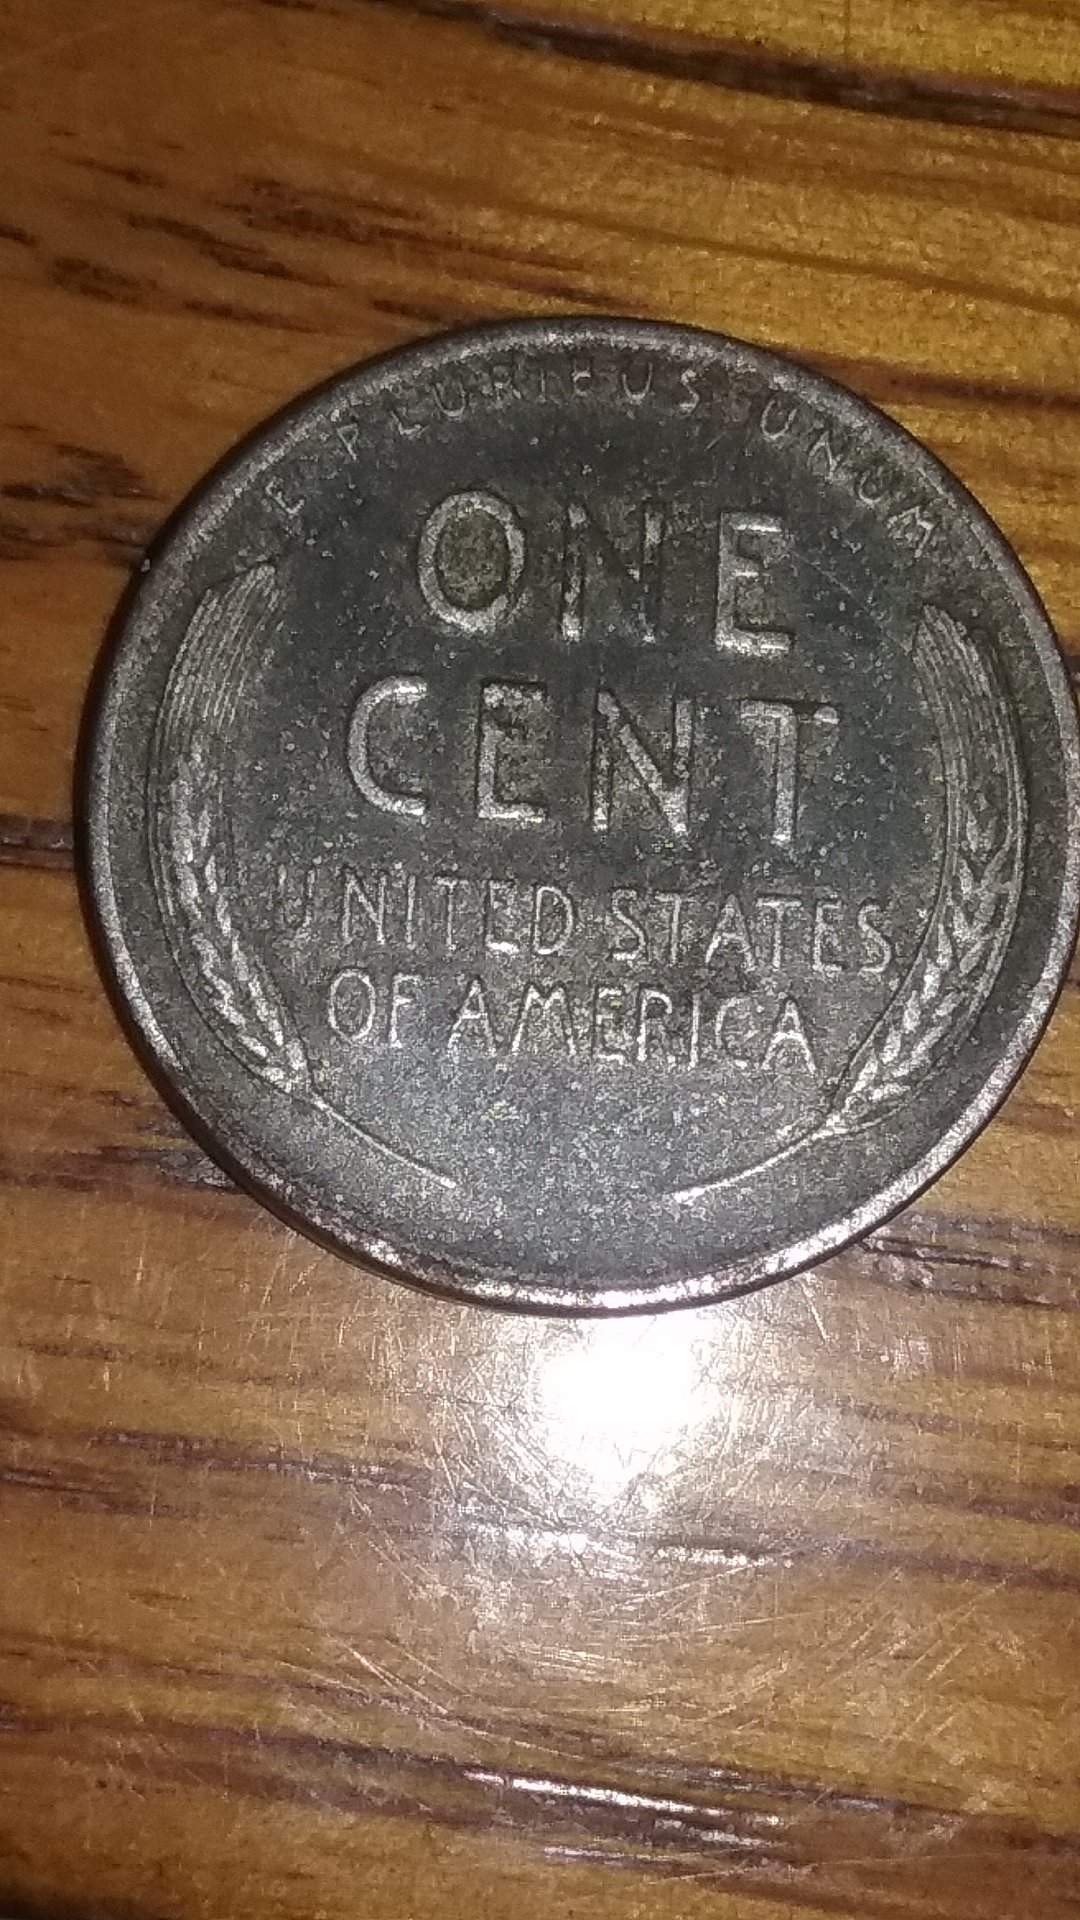 E PLURIBUS UNUM
ONE
CENT
UNITED STATES
OF AMERICA